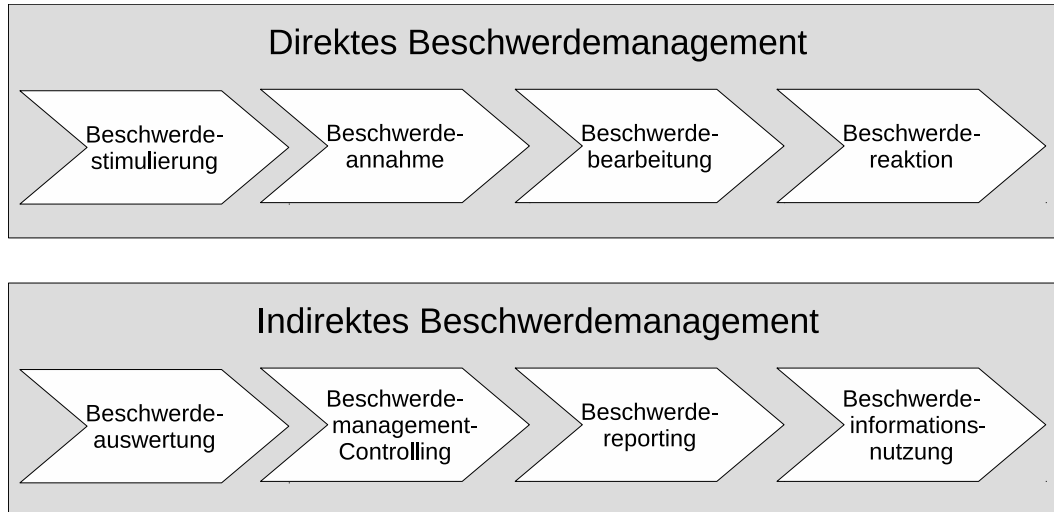 Direktes Beschwerdemanagement
Beschwerde-
stimulierung
Beschwerde-
annahme
Beschwerde-
bearbeitung
Beschwerde-
reaktion
Indirektes Beschwerdemanagement
Beschwerde-
auswertung
Beschwerde-
management-
Controlling
Beschwerde-
reporting
Beschwerde-
informations-
nutzung